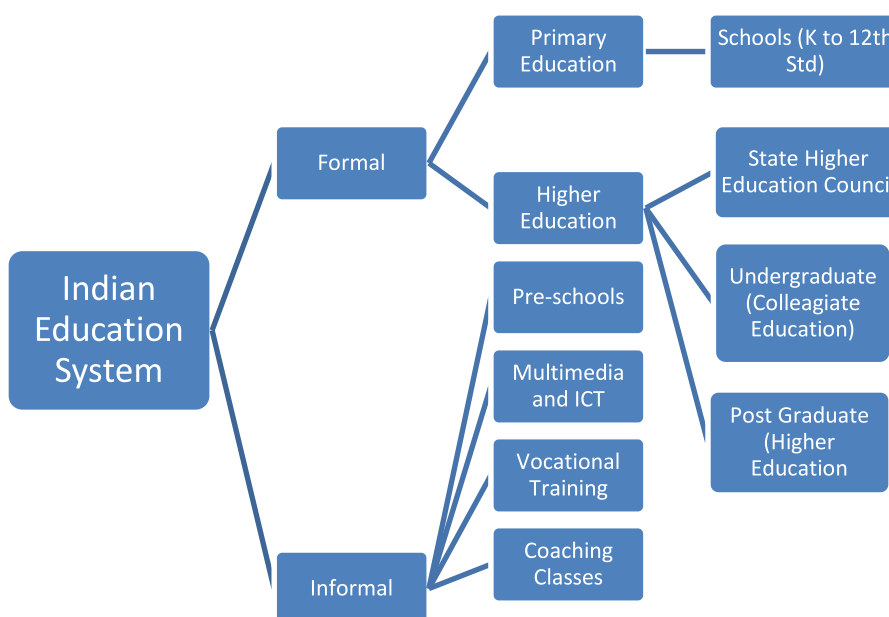 Indian
Education
System
Formal
Informal
Primary
Education
Higher
Education
Pre-schools
Multimedia
and ICT
Vocational
Training
Coaching
Classes
Schools (K to 12th
Std)
State Higher
Education Counci
Undergraduate
(Colleagiate
Education)
Post Graduate
(Higher
Education